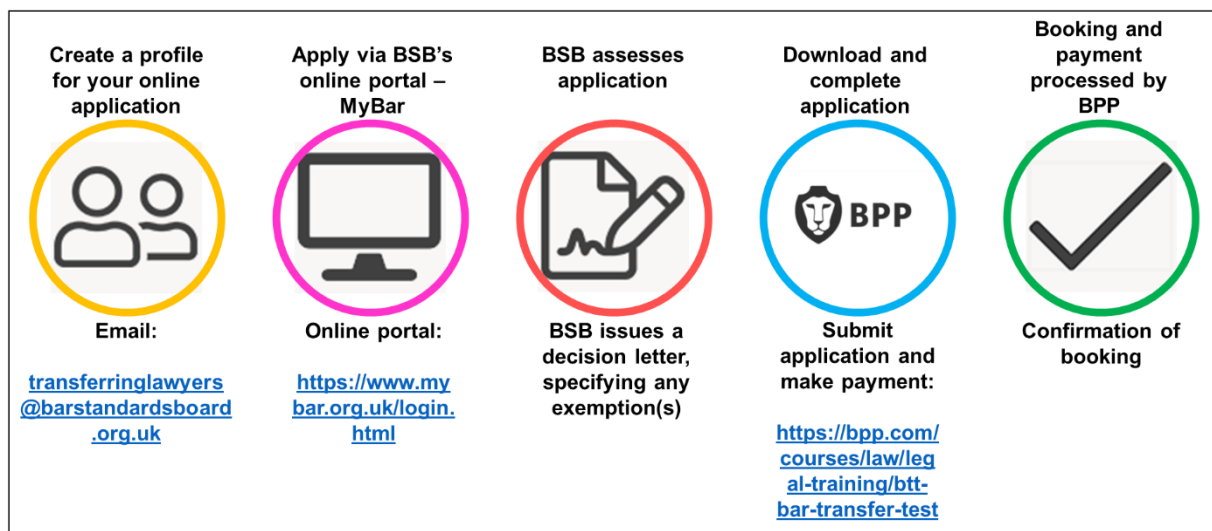 Create a profile
for your online
application
Email:
transferringlawyers
@barstandardsboard
.org.uk
Apply via BSB's
online portal –
MyBar
Online portal:
https://www.my
bar.org.uk/login.
html
BSB assesses
application
BSB issues a
decision letter,
specifying any
exemption(s)
Download and
complete
application
BPP
Submit
application and
make payment:
https://bpp.com/
courses/law/leg
al-training/btt-
bar-transfer-test
Booking and
payment
processed by
BPP
Confirmation of
booking